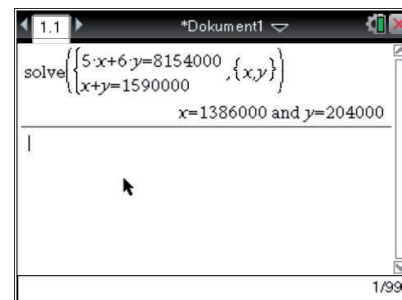 1.1 *Dokument1
solve({5·x+6·y=8154000
x+y=1590000 ,{x,y})
x=1386000 and y=204000
1/99